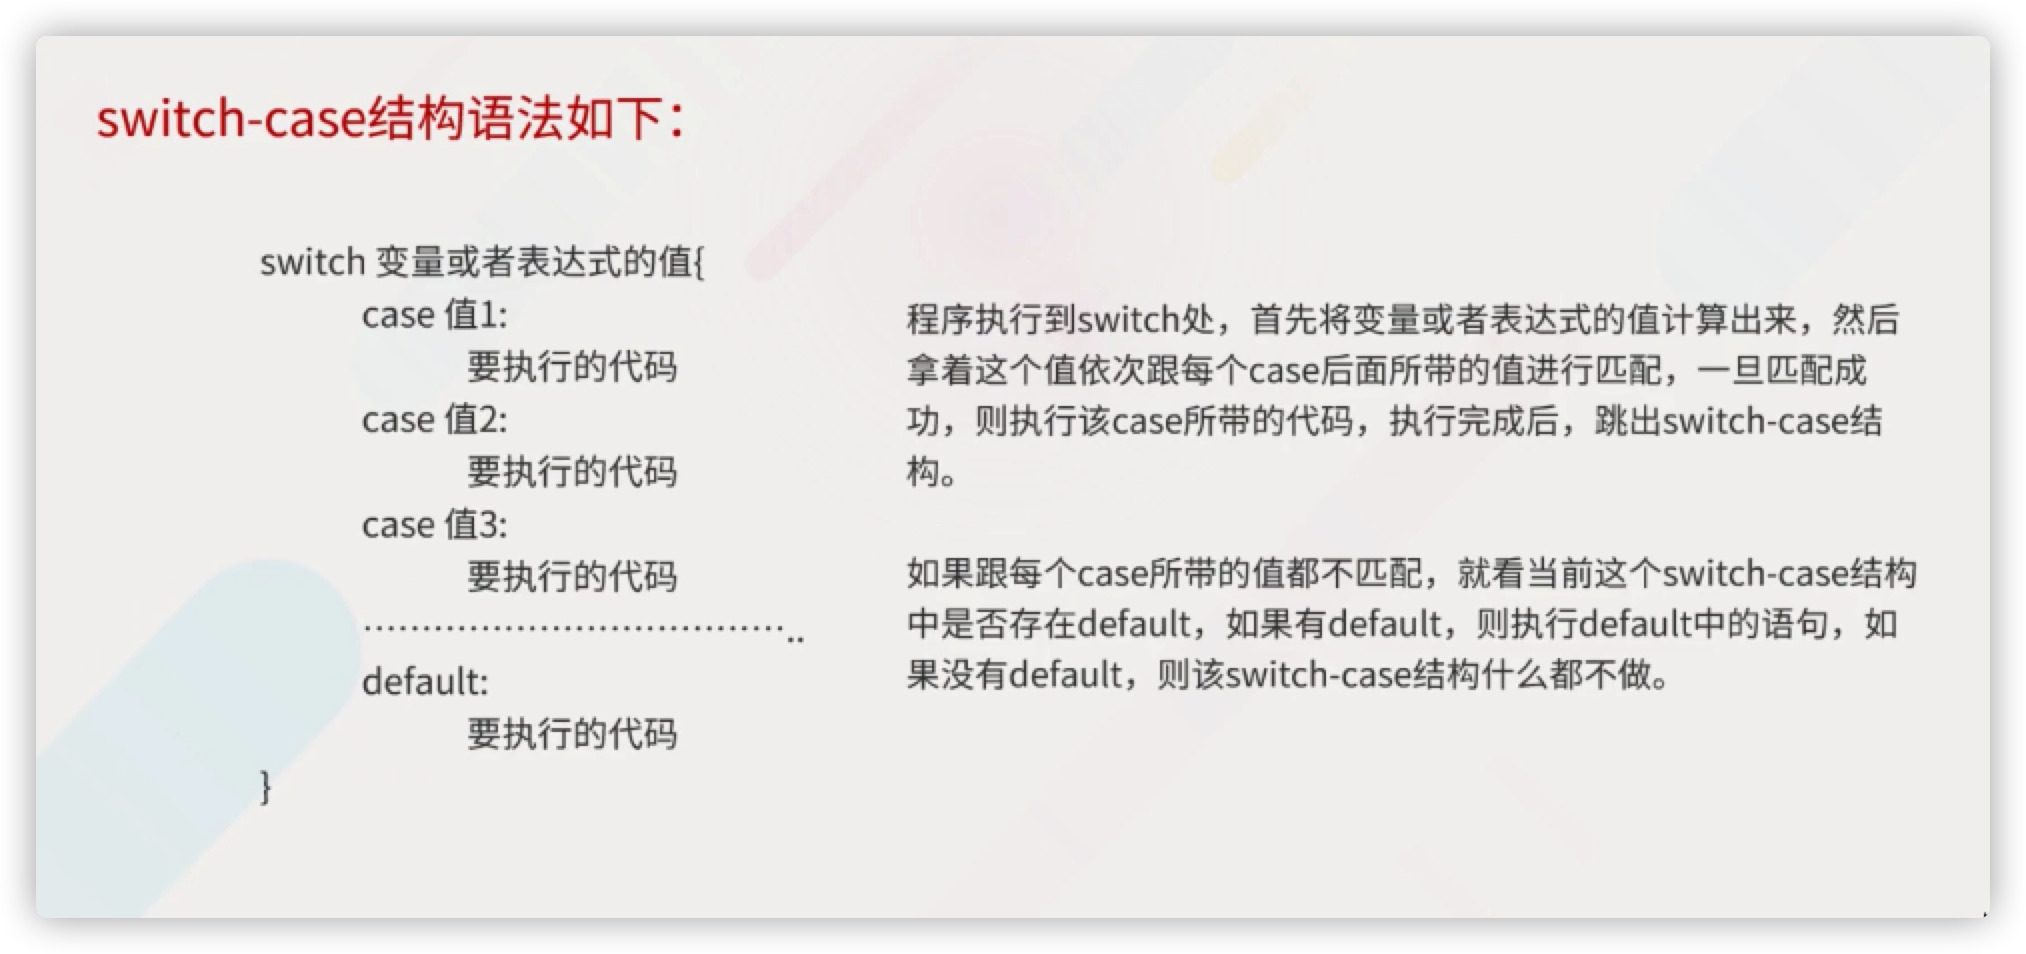 switch-case结构语法如下：
switch 变量或者表达式的值{
case 值1:
要执行的代码
case 值2:
要执行的代码
case 值3:
要执行的代码
…………………………………..
default:
要执行的代码
}
程序执行到switch处，首先将变量或者表达式的值计算出来，然后
拿着这个值依次跟每个case后面所带的值进行匹配，一旦匹配成
功，则执行该case所带的代码，执行完成后，跳出switch-case结
构。
如果跟每个case所带的值都不匹配，就看当前这个switch-case结构
中是否存在default，如果有default，则执行default中的语句，如
果没有default，则该switch-case结构什么都不做。